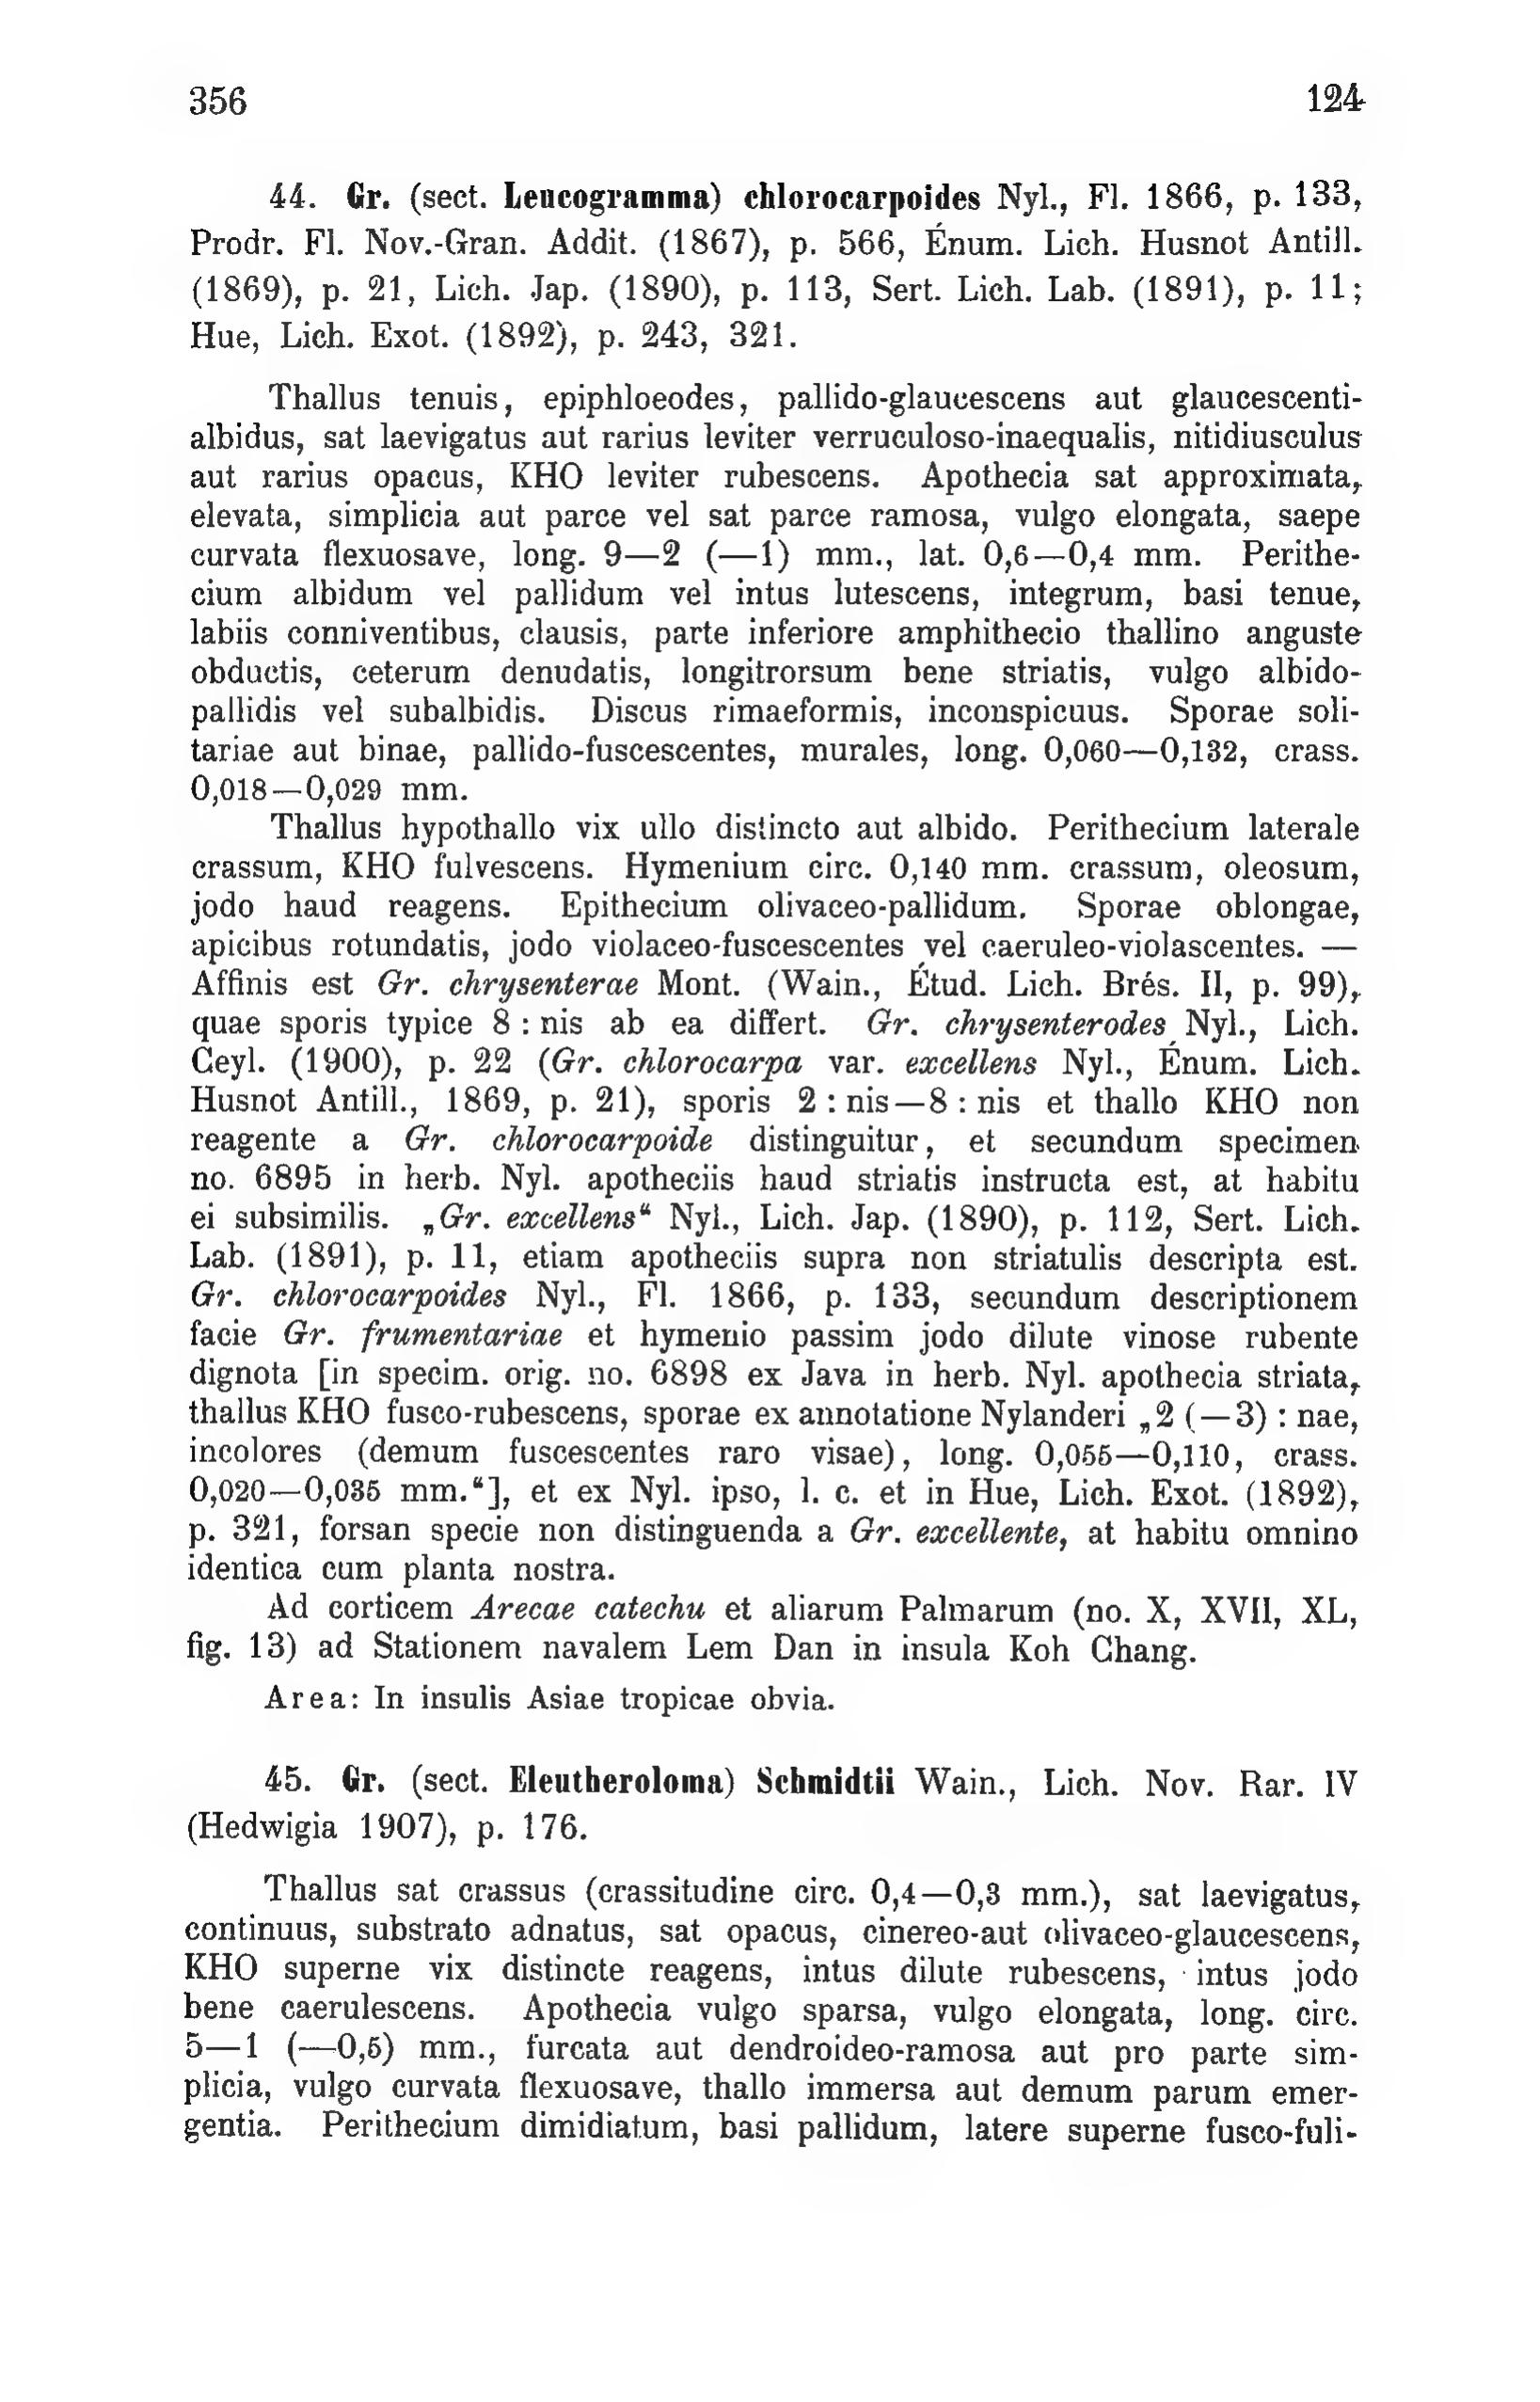 356 124
44. Gr. (sect. Leucogramma) chlorocarpoides Nyl., Fl. 1866, p. 133,
Prodr. Fl. Nov.-Gran. Addit. (1867), p. 566, Énum. Lich. Husnot Antill.
(1869), p. 21, Lich. Jap. (1890), p. 113, Sert. Lich. Lab. (1891), p. 11;
Hue, Lich. Exot. (1892), p. 243, 321.
Thallus tenuis, epiphloeodes, pallido-glaucescens aut glaucescenti-
albidus, sat laevigatus aut rarius leviter verruculoso-inaequalis, nitidiusculus
aut rarius opacus, KHO leviter rubescens. Apothecia sat approximata,
elevata, simplicia aut parce vel sat parce ramosa, vulgo elongata, saepe
curvata flexuosave, long. 9—2 (—1) mm., lat. 0,6—0,4 mm. Perithe-
cium albidum vel pallidum vel intus lutescens, integrum, basi tenue,
labiis conniventibus, clausis, parte inferiore amphithecio thallino anguste
obductis, ceterum denudatis, longitrorsum bene striatis, vulgo albido-
pallidis vel subalbidis. Discus rimaeformis, inconspicuus. Sporae soli-
tariae aut binae, pallido-fuscescentes, murales, long. 0,060—0,132, crass.
0,018—0,029 mm.
Thallus hypothallo vix ullo distincto aut albido. Perithecium laterale
crassum, KHO fulvescens. Hymenium circ. 0,140 mm. crassum, oleosum,
jodo haud reagens. Epithecium olivaceo-pallidum. Sporae oblongae,
apicibus rotundatis, jodo violaceo-fuscescentes vel caeruleo-violascentes. —
Affinis est Gr. chrysenterae Mont. (Wain., Étud. Lich. Brés. II, p. 99),
quae sporis typice 8 : nis ab ea differt. Gr. chrysenterodes Nyl., Lich.
Ceyl. (1900), p. 22 (Gr. chlorocarpa var. excellens Nyl., Énum. Lich.
Husnot Antill., 1869, p. 21), sporis 2 : nis—8 : nis et thallo KHO non
reagente a Gr. chlorocarpoide distinguitur, et secundum specimen
no. 6895 in herb. Nyl. apotheciis haud striatis instructa est, at habitu
ei subsimilis. „Gr. excellens“ Nyl., Lich. Jap. (1890), p. 112, Sert. Lich.
Lab. (1891), p. 11, etiam apotheciis supra non striatulis descripta est.
Gr. chlorocarpoides Nyl., Fl. 1866, p. 133, secundum descriptionem
facie Gr. frumentariae et hymenio passim jodo dilute vinose rubente
dignota [in specim. orig. no. 6898 ex Java in herb. Nyl. apothecia striata,
thallus KHO fusco-rubescens, sporae ex annotatione Nylanderi „2 (—3) : nae,
incolores (demum fuscescentes raro visae), long. 0,055—0,110, crass.
0,020—0,035 mm.“], et ex Nyl. ipso, l. c. et in Hue, Lich. Exot. (1892),
p. 321, forsan specie non distinguenda a Gr. excellente, at habitu omnino
identica cum planta nostra.
Ad corticem Arecae catechu et aliarum Palmarum (no. X, XVII, XL,
fig. 13) ad Stationem navalem Lem Dan in insula Koh Chang.
Area: In insulis Asiae tropicae obvia.
45. Gr. (sect. Eleutheroloma) Schmidtii Wain., Lich. Nov. Rar. IV
(Hedwigia 1907), p. 176.
Thallus sat crassus (crassitudine circ. 0,4—0,3 mm.), sat laevigatus,
continuus, substrato adnatus, sat opacus, cinereo-aut olivaceo-glaucescens,
KHO superne vix distincte reagens, intus dilute rubescens, intus jodo
bene caerulescens. Apothecia vulgo sparsa, vulgo elongata, long. circ.
5—1 (—0,5) mm., furcata aut dendroideo-ramosa aut pro parte sim-
plicia, vulgo curvata flexuosave, thallo immersa aut demum parum emer-
gentia. Perithecium dimidiatum, basi pallidum, latere superne fusco-fuli-